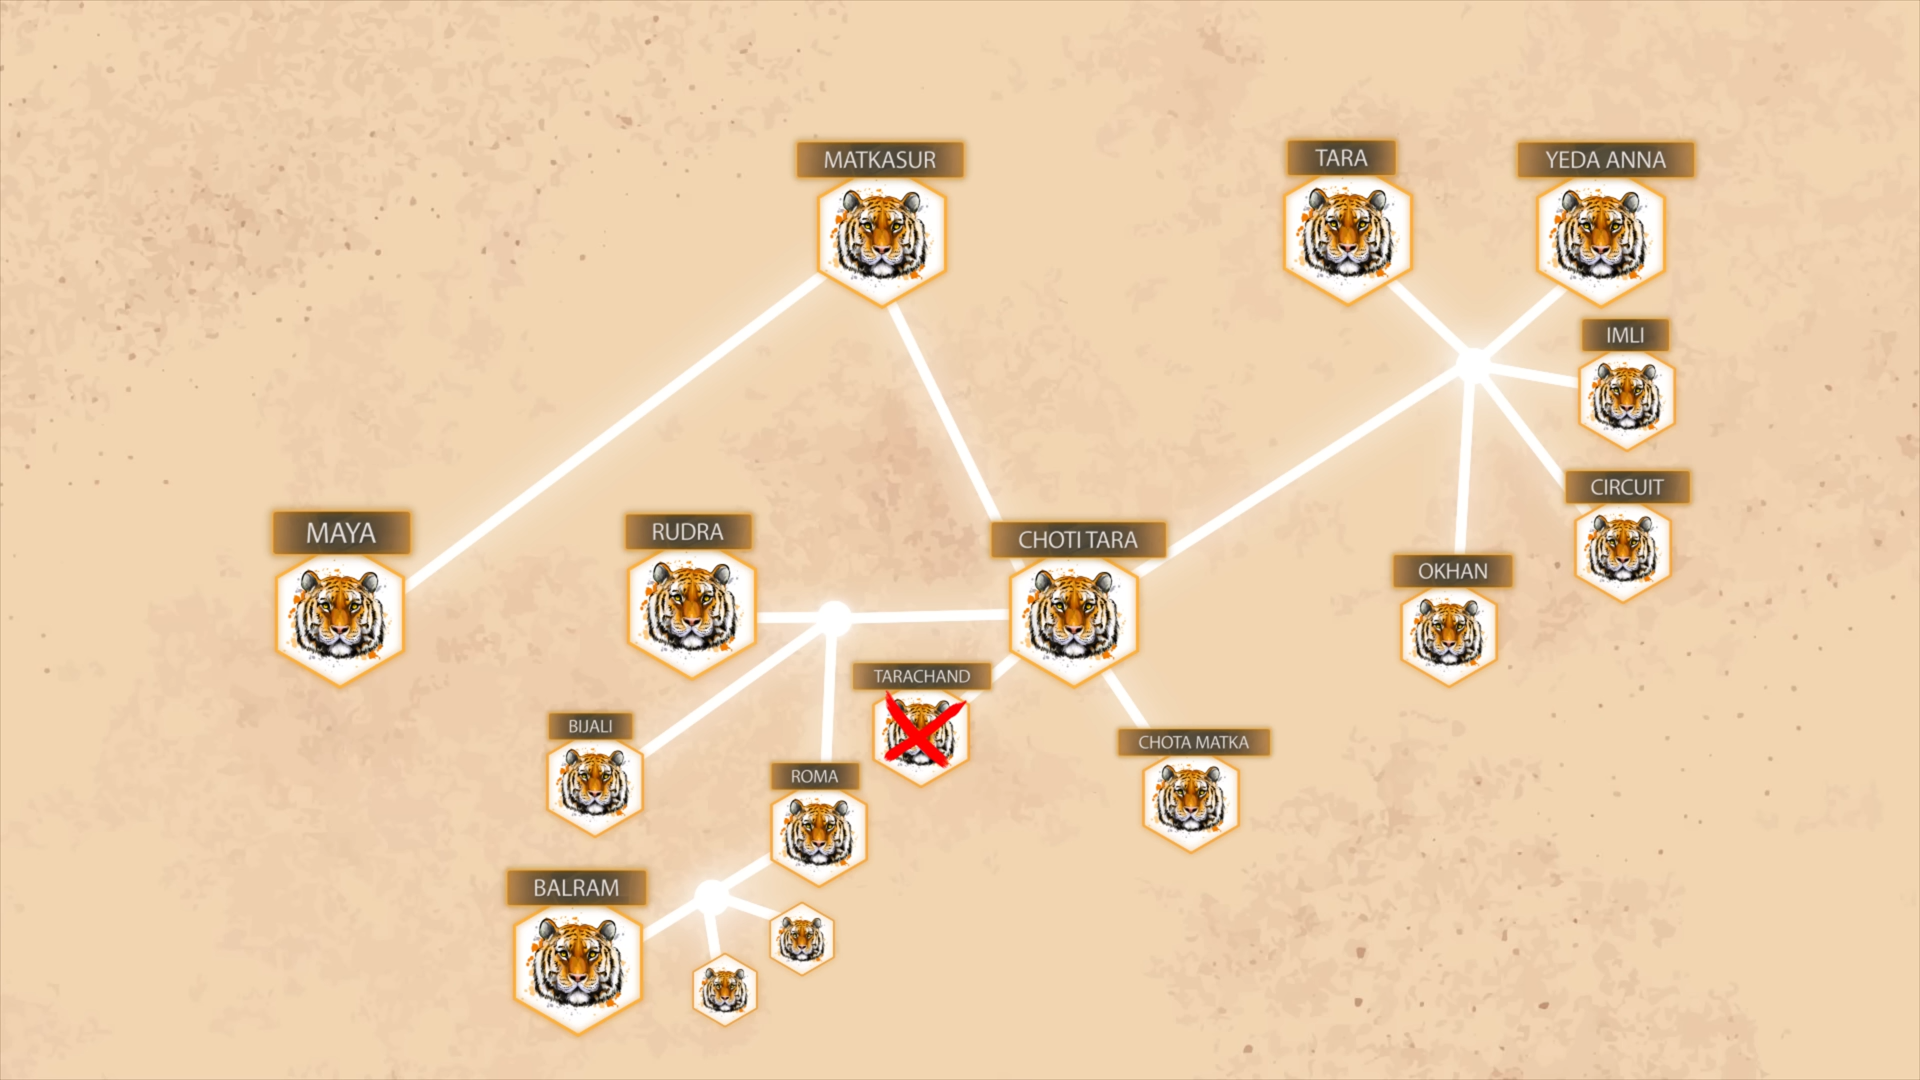 MATKASUR
TARA
YEDA ANNA
IMLI
CIRCUIT
MAYA
RUDRA
CHOTI TARA
OKHAN
TARACHAND
BIJALI
CHOTA MATKA
ROMA
BALRAM